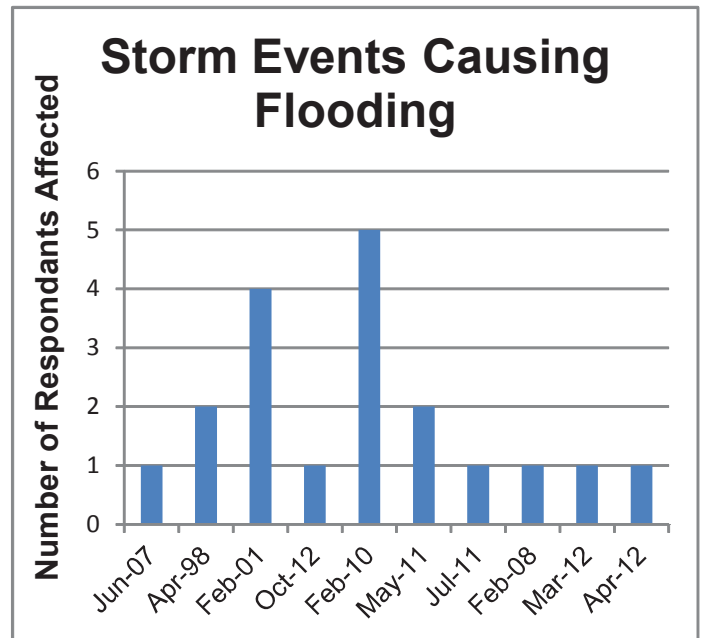 Storm Events Causing
Flooding
Number of Respondants Affected
6
5
4
3
2
1
0
Jun-07
Apr-98
Feb-01
Oct-12
Feb-10
May-11
Jul-11
Feb-08
Mar-12
Apr-12